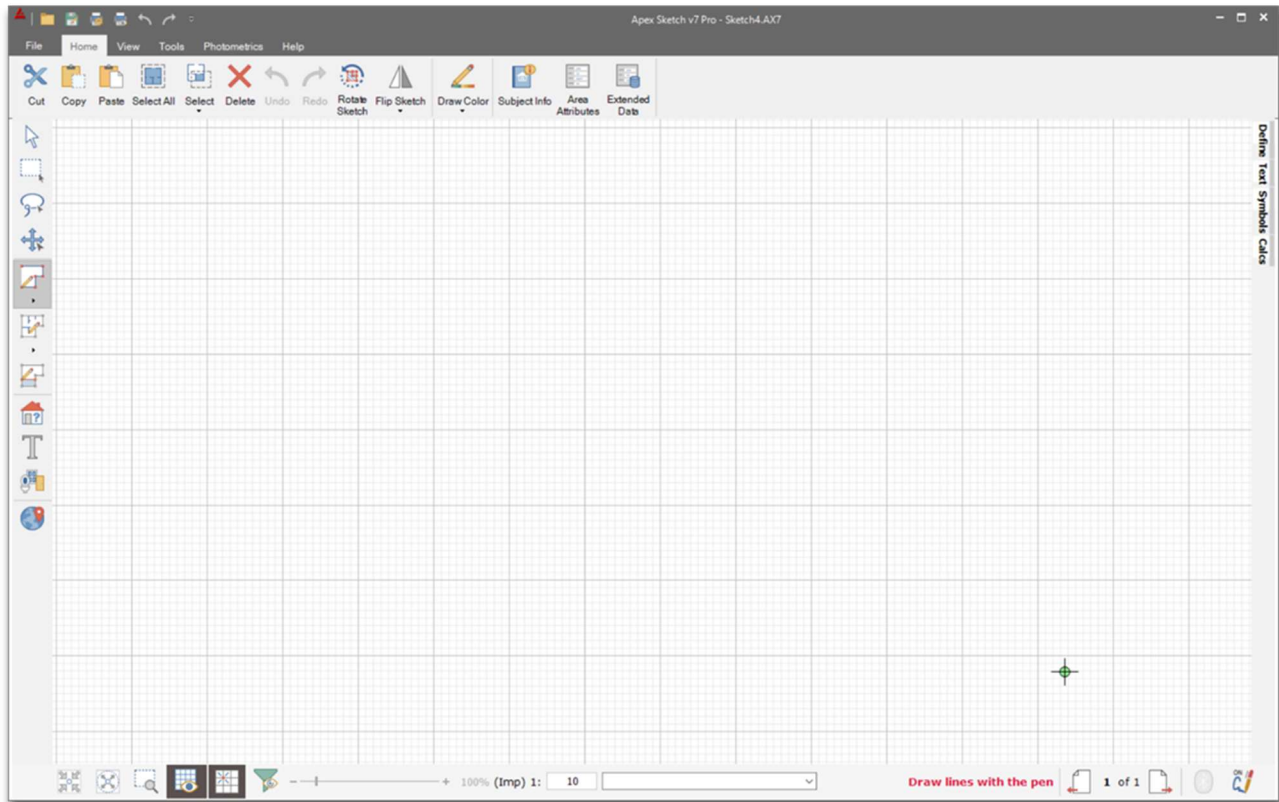 Apex Sketch v7 Pro - Sketch4.AX7
File Home View Tools Photometrics Help
Cut Copy Paste Select All Select Delete Undo Redo Rotate Sketch Flip Sketch Draw Color Subject Info Area Attributes Extended Data
Define Text Symbols Calcs
T
100% (Imp) 1: 10
Draw lines with the pen 1 of 1 ON